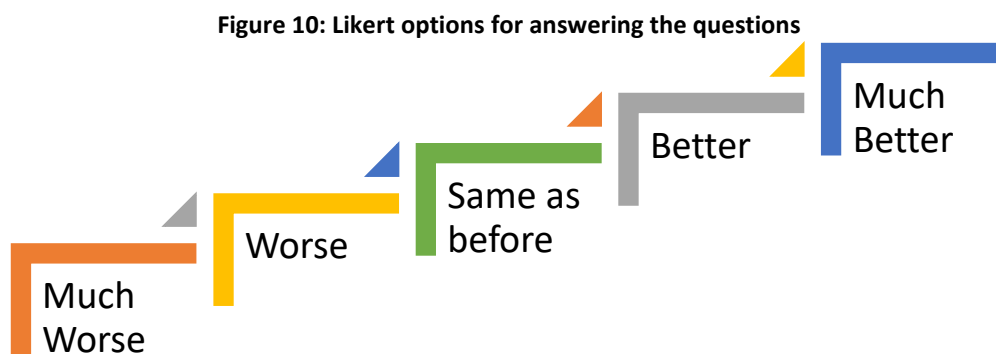 Figure 10: Likert options for answering the questions
Much
Worse
Worse
Same as
before
Better
Much
Better